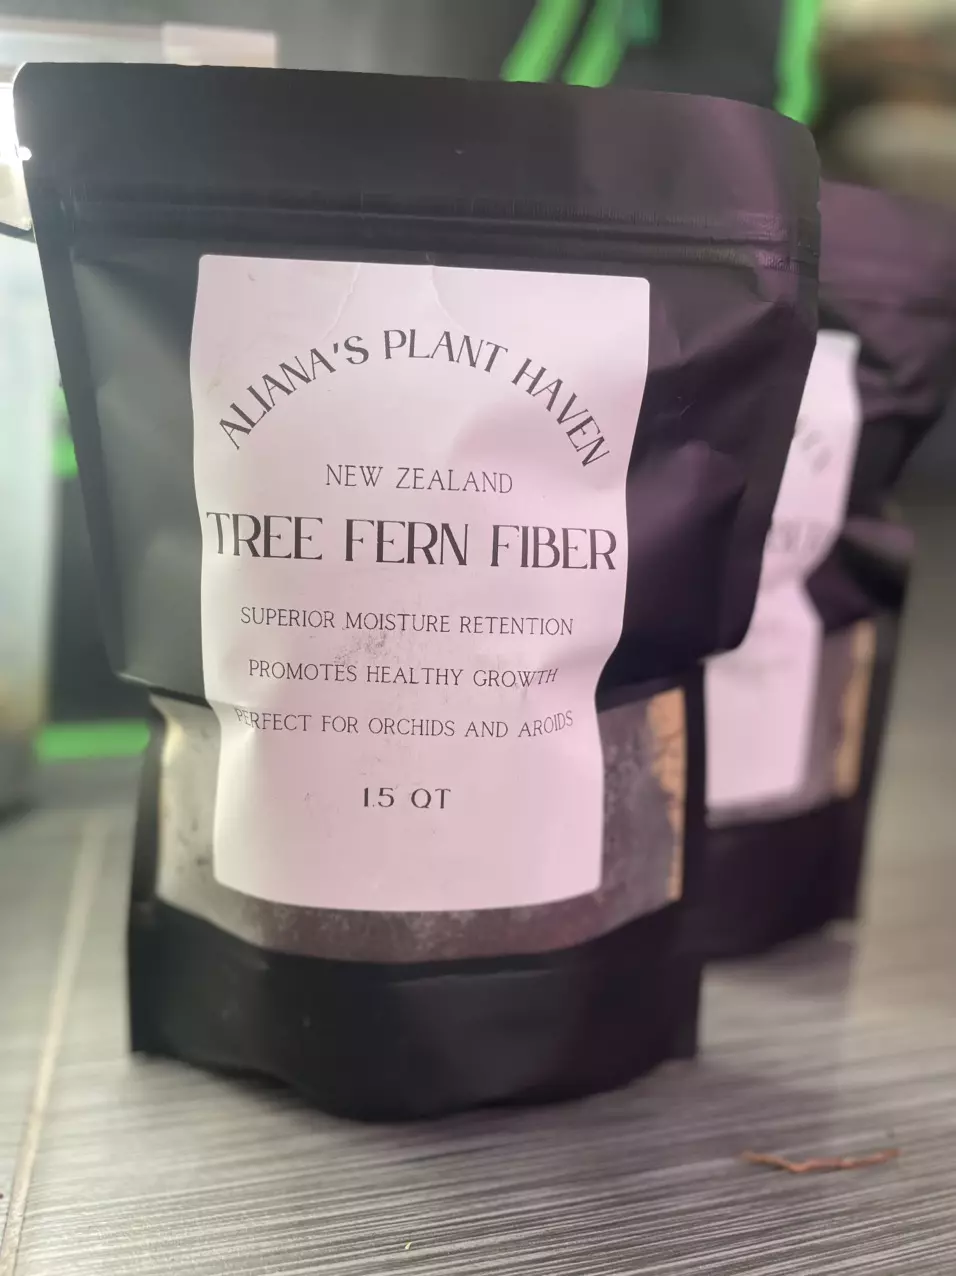 ALIANA'S PLANT HAVEN
NEW ZEALAND
TREE FERN FIBER
SUPERIOR MOISTURE RETENTION
PROMOTES HEALTHY GROWTH
PERFECT FOR ORCHIDS AND AROIDS
1.5 QT